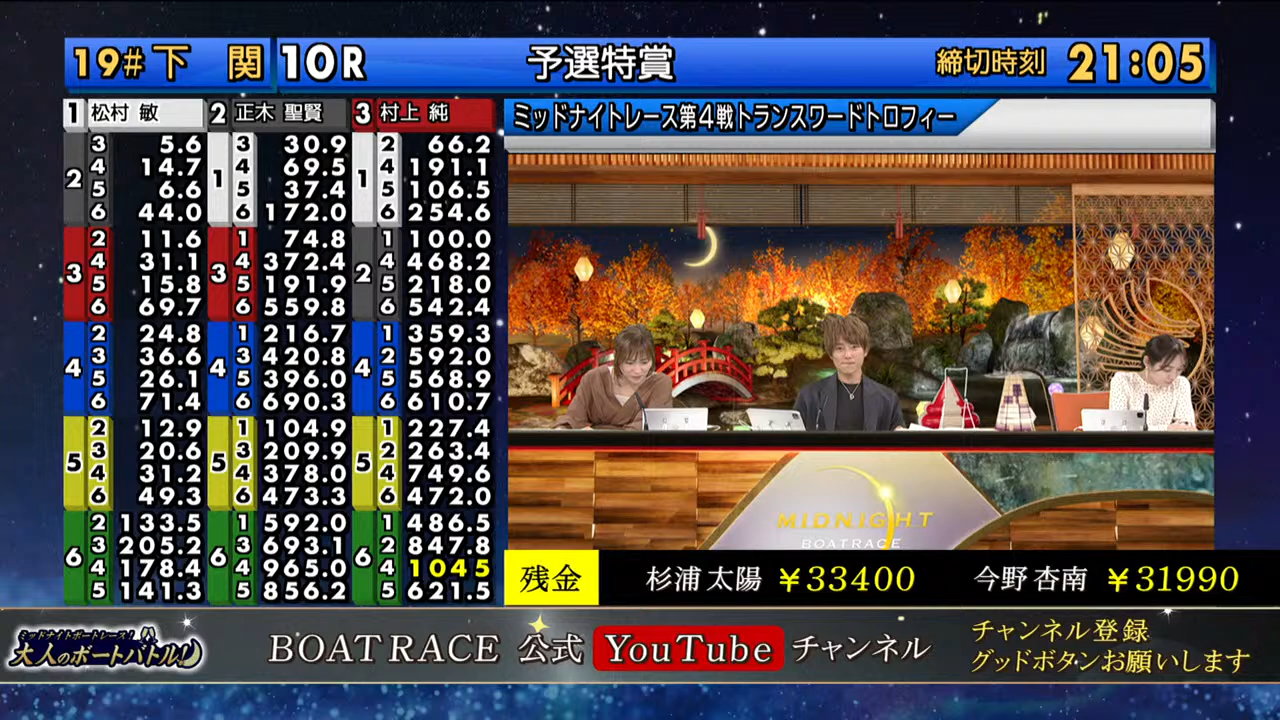 19# 下 関 10R 予選特賞 締切時刻 21:05
1 松村 敏 2 正木 聖賢 3 村上 純
ミッドナイトレース第4戦トランスワードトロフィー
2 3 5.6 1 3 30.9 1 2 66.2
4 14.7 4 69.5 4 191.1
5 6.6 5 37.4 5 106.5
6 44.0 6 172.0 6 254.6
3 2 11.6 3 1 74.8 2 1 100.0
4 31.1 4 372.4 4 468.2
5 15.8 5 191.9 5 218.0
6 69.7 6 559.8 6 542.4
4 2 24.8 4 1 216.7 4 1 359.3
3 36.6 3 420.8 2 592.0
5 26.1 5 396.0 5 568.9
6 71.4 6 690.3 6 610.7
5 2 12.9 5 1 104.9 5 1 227.4
3 20.6 3 209.9 2 263.4
4 31.2 4 378.0 4 749.6
6 49.3 6 473.3 6 472.0
6 2 133.5 6 1 592.0 6 1 486.5
3 205.2 3 693.1 2 847.8
4 178.4 4 965.0 4 1045
5 141.3 5 856.2 5 621.5
MIDNIGHT
BOATRACE
残金 杉浦 太陽 ￥33400 今野 杏南 ￥31990
ミッドナイトボートレース!
大人のボートバトル!
BOAT RACE 公式 YouTube チャンネル
チャンネル登録
グッドボタンお願いします